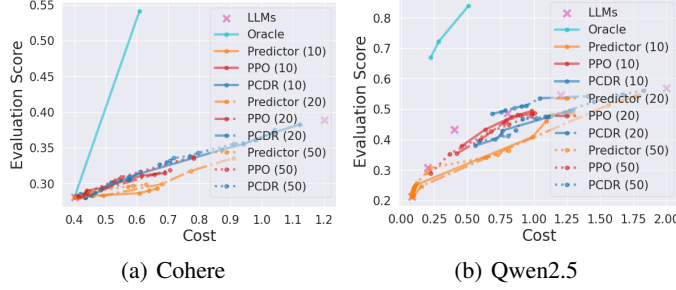 Evaluation Score
0.55
0.50
0.45
0.40
0.35
0.30
LLMs
Oracle
Predictor (10)
PPO (10)
PCDR (10)
Predictor (20)
PPO (20)
PCDR (20)
Predictor (50)
PPO (50)
PCDR (50)
0.4 0.5 0.6 0.7 0.8 0.9 1.0 1.1 1.2
Cost
(a) Cohere
Evaluation Score
0.8
0.7
0.6
0.5
0.4
0.3
0.2
LLMs
Oracle
Predictor (10)
PPO (10)
PCDR (10)
Predictor (20)
PPO (20)
PCDR (20)
Predictor (50)
PPO (50)
PCDR (50)
0.00 0.25 0.50 0.75 1.00 1.25 1.50 1.75 2.00
Cost
(b) Qwen2.5